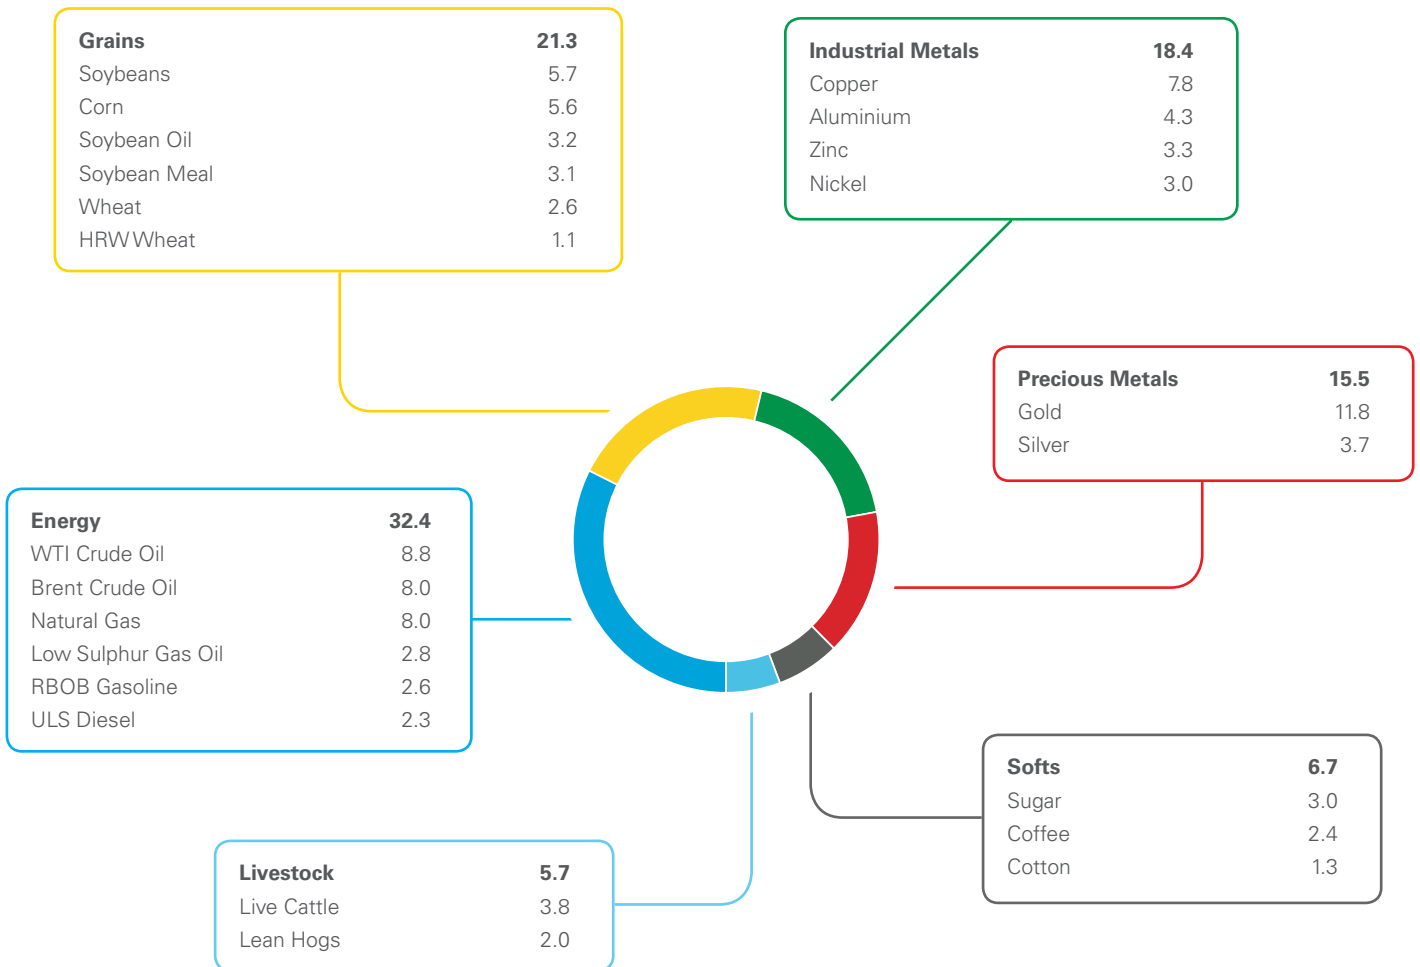 Grains 21.3
Soybeans 5.7
Corn 5.6
Soybean Oil 3.2
Soybean Meal 3.1
Wheat 2.6
HRW Wheat 1.1
Industrial Metals 18.4
Copper 7.8
Aluminium 4.3
Zinc 3.3
Nickel 3.0
Precious Metals 15.5
Gold 11.8
Silver 3.7
Energy 32.4
WTI Crude Oil 8.8
Brent Crude Oil 8.0
Natural Gas 8.0
Low Sulphur Gas Oil 2.8
RBOB Gasoline 2.6
ULS Diesel 2.3
Softs 6.7
Sugar 3.0
Coffee 2.4
Cotton 1.3
Livestock 5.7
Live Cattle 3.8
Lean Hogs 2.0